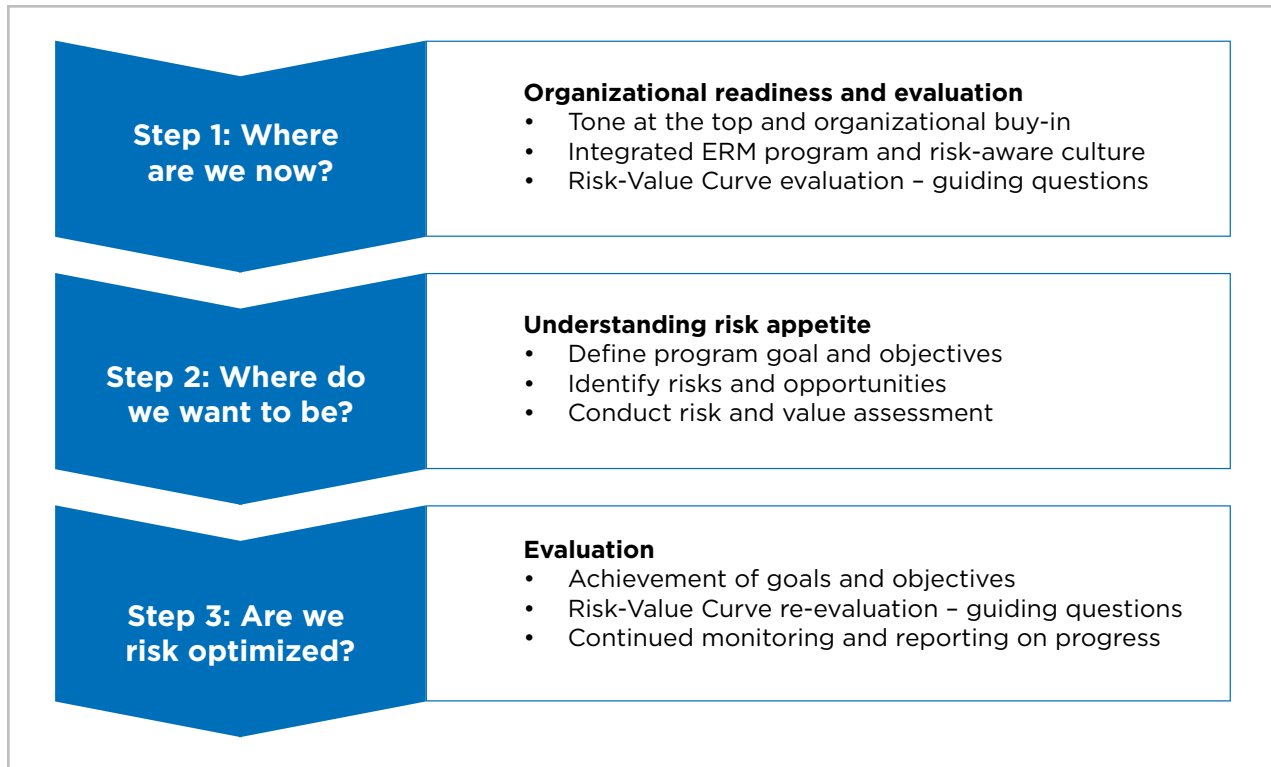 Step 1: Where
are we now?
Organizational readiness and evaluation
• Tone at the top and organizational buy-in
• Integrated ERM program and risk-aware culture
• Risk-Value Curve evaluation – guiding questions
Step 2: Where do
we want to be?
Understanding risk appetite
• Define program goal and objectives
• Identify risks and opportunities
• Conduct risk and value assessment
Step 3: Are we
risk optimized?
Evaluation
• Achievement of goals and objectives
• Risk-Value Curve re-evaluation – guiding questions
• Continued monitoring and reporting on progress